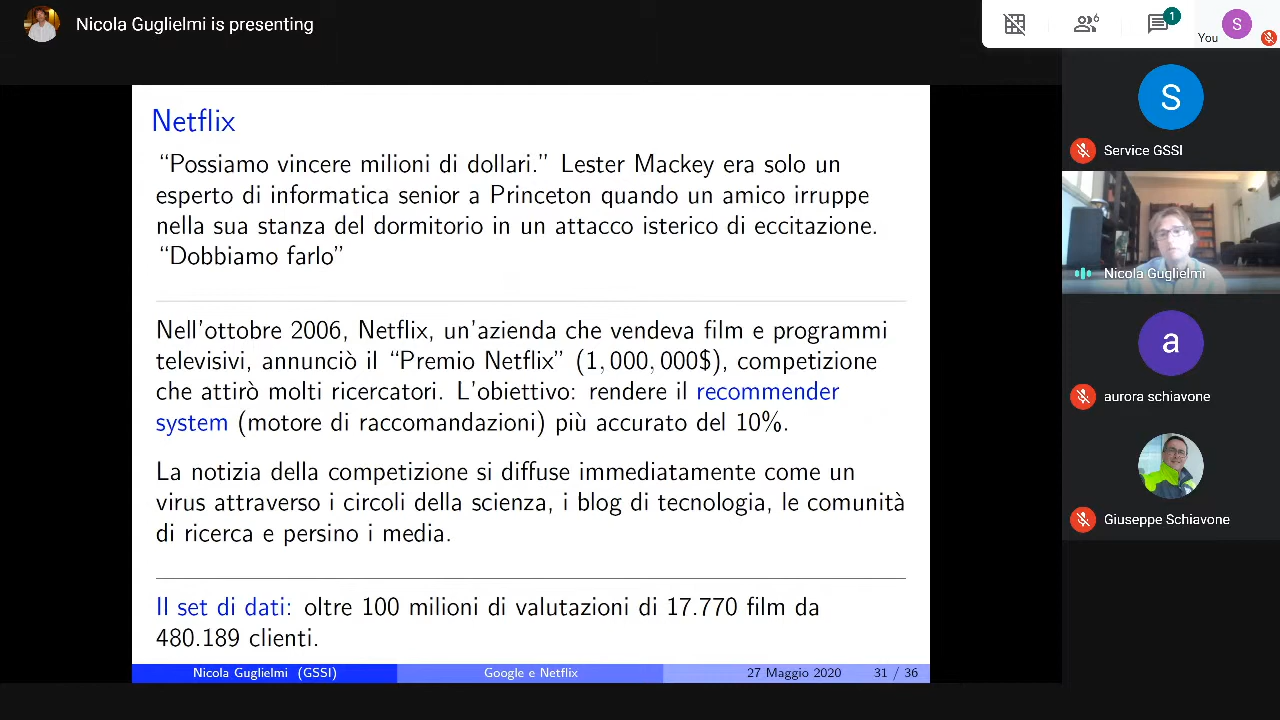 Nicola Guglielmi is presenting
6
1
You
S
Netflix
“Possiamo vincere milioni di dollari.” Lester Mackey era solo un
esperto di informatica senior a Princeton quando un amico irruppe
nella sua stanza del dormitorio in un attacco isterico di eccitazione.
“Dobbiamo farlo”
Nell'ottobre 2006, Netflix, un'azienda che vendeva film e programmi
televisivi, annunciò il “Premio Netflix” (1,000,000$), competizione
che attirò molti ricercatori. L'obiettivo: rendere il recommender
system (motore di raccomandazioni) più accurato del 10%.
La notizia della competizione si diffuse immediatamente come un
virus attraverso i circoli della scienza, i blog di tecnologia, le comunità
di ricerca e persino i media.
Il set di dati: oltre 100 milioni di valutazioni di 17.770 film da
480.189 clienti.
Nicola Guglielmi (GSSI) Google e Netflix 27 Maggio 2020 31 / 36
S
Service GSSI
Nicola Guglielmi
a
aurora schiavone
Giuseppe Schiavone